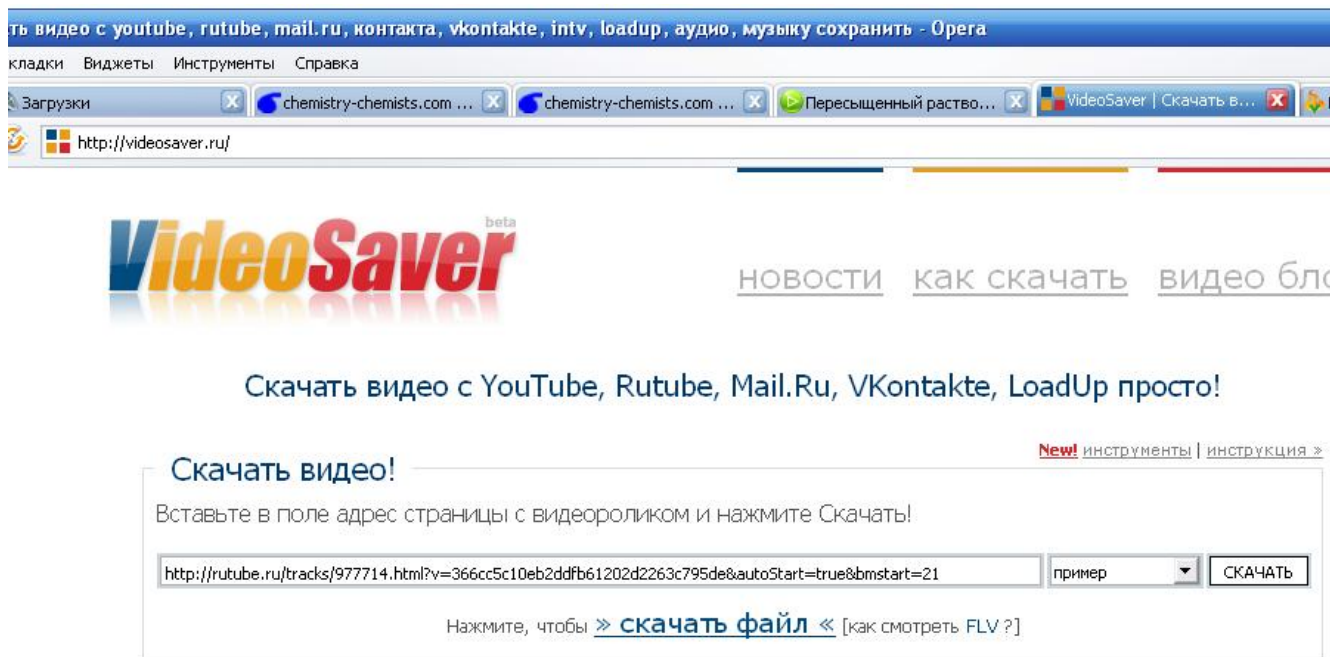 ть видео с youtube, rutube, mail.ru, контакта, vkontakte, intv, loadup, аудио, музыку сохранить - Opera
кладки Виджеты Инструменты Справка
Загрузки chemistry-chemists.com ... chemistry-chemists.com ... Пересыщенный раство... VideoSaver | Скачать в...
http://videosaver.ru/
VideoSaver beta
новости как скачать видео бло
Скачать видео с YouTube, Rutube, Mail.Ru, VKontakte, LoadUp просто!
New! инструменты | инструкция »
Скачать видео!
Вставьте в поле адрес страницы с видеороликом и нажмите Скачать!
http://rutube.ru/tracks/977714.html?v=366cc5c10eb2ddfb61202d2263c795de&autoStart=true&bmstart=21 пример СКАЧАТЬ
Нажмите, чтобы » скачать файл « [как смотреть FLV ?]